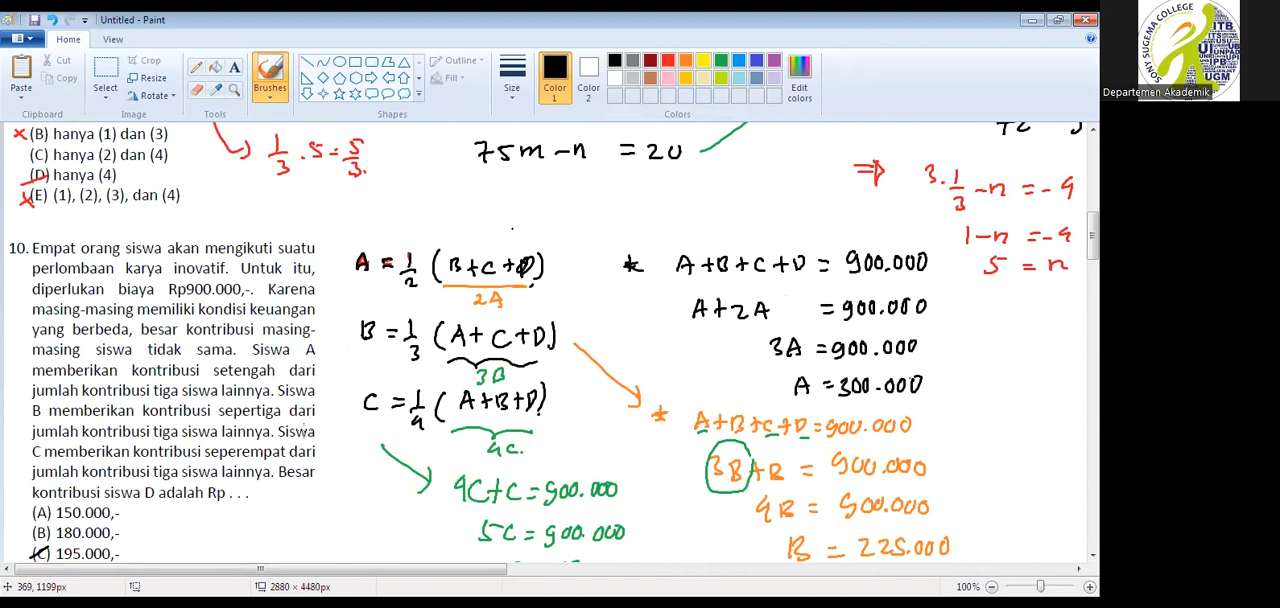 Untitled - Paint
Home View
Paste
Cut
Copy
Clipboard
Select
Crop
Resize
Rotate
Image
Tools
Brushes
Shapes
Outline
Fill
Size
Color 1
Color 2
Colors
Edit colors
SONY SUGEMA COLLEGE
ITB
UI
UNPAD
IPB
UGM
Departemen Akademik
(B) hanya (1) dan (3)
(C) hanya (2) dan (4)
(D) hanya (4)
(E) (1), (2), (3), dan (4)
1/3 . 5 = 5/3.
75m - n = 20
⇒ 3. 1/3 - n = -4
1 - n = -4
5 = n
10. Empat orang siswa akan mengikuti suatu
perlombaan karya inovatif. Untuk itu,
diperlukan biaya Rp900.000,-. Karena
masing-masing memiliki kondisi keuangan
yang berbeda, besar kontribusi masing-
masing siswa tidak sama. Siswa A
memberikan kontribusi setengah dari
jumlah kontribusi tiga siswa lainnya. Siswa
B memberikan kontribusi sepertiga dari
jumlah kontribusi tiga siswa lainnya. Siswa
C memberikan kontribusi seperempat dari
jumlah kontribusi tiga siswa lainnya. Besar
kontribusi siswa D adalah Rp . . .
(A) 150.000,-
(B) 180.000,-
(C) 195.000,-
A = 1/2 (B + C + D)
2A
B = 1/3 (A + C + D)
3B
C = 1/4 (A + B + D)
4C.
4C + C = 900.000
5C = 900.000
* A + B + C + D = 900.000
A + 2A = 900.000
3A = 900.000
A = 300.000
* A + B + C + D = 900.000
3B + B = 900.000
4B = 900.000
B = 225.000
369, 1199px
2880 × 4480px
100%